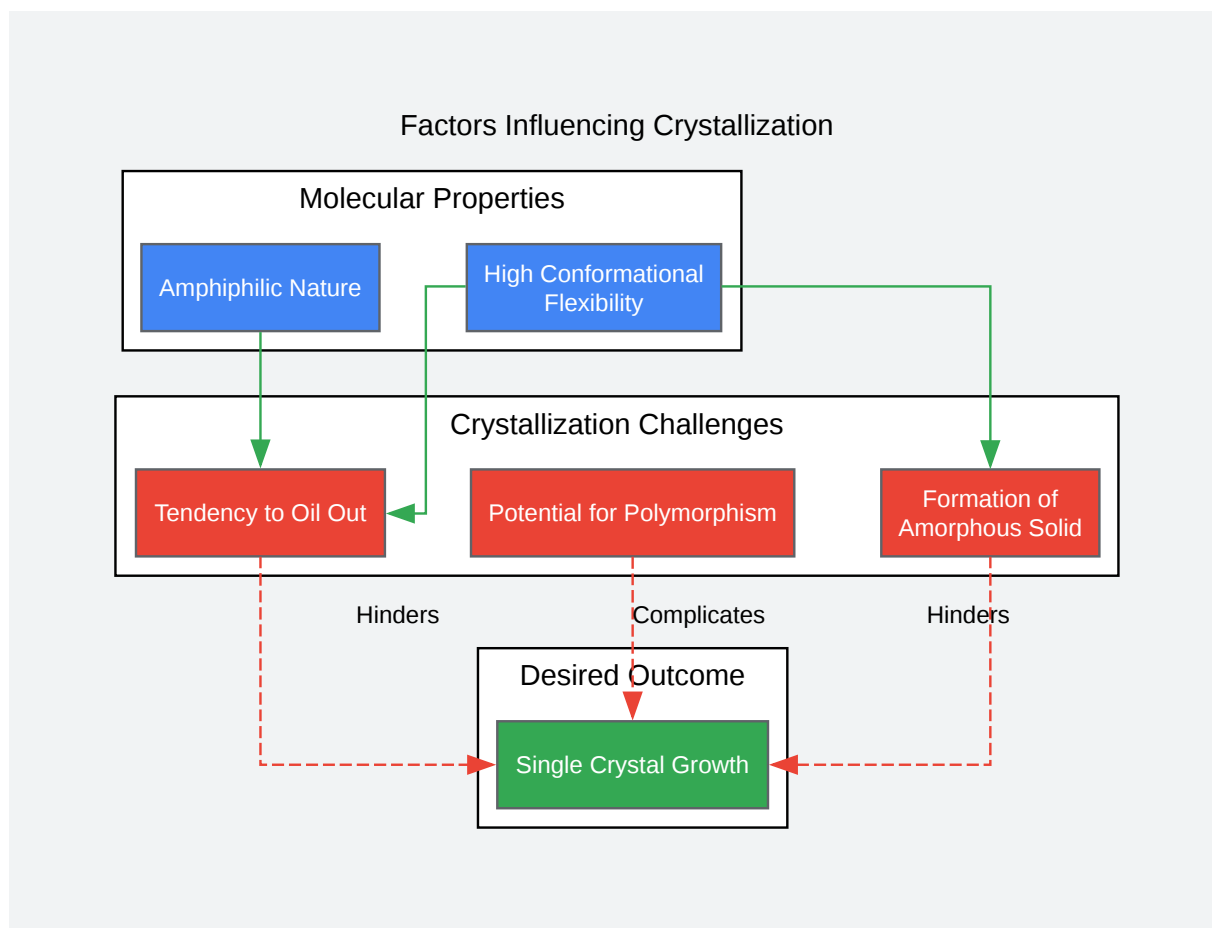 Factors Influencing Crystallization
Molecular Properties
Amphiphilic Nature
High Conformational
Flexibility
Crystallization Challenges
Tendency to Oil Out
Potential for Polymorphism
Formation of
Amorphous Solid
Hinders
Complicates
Hinders
Desired Outcome
Single Crystal Growth